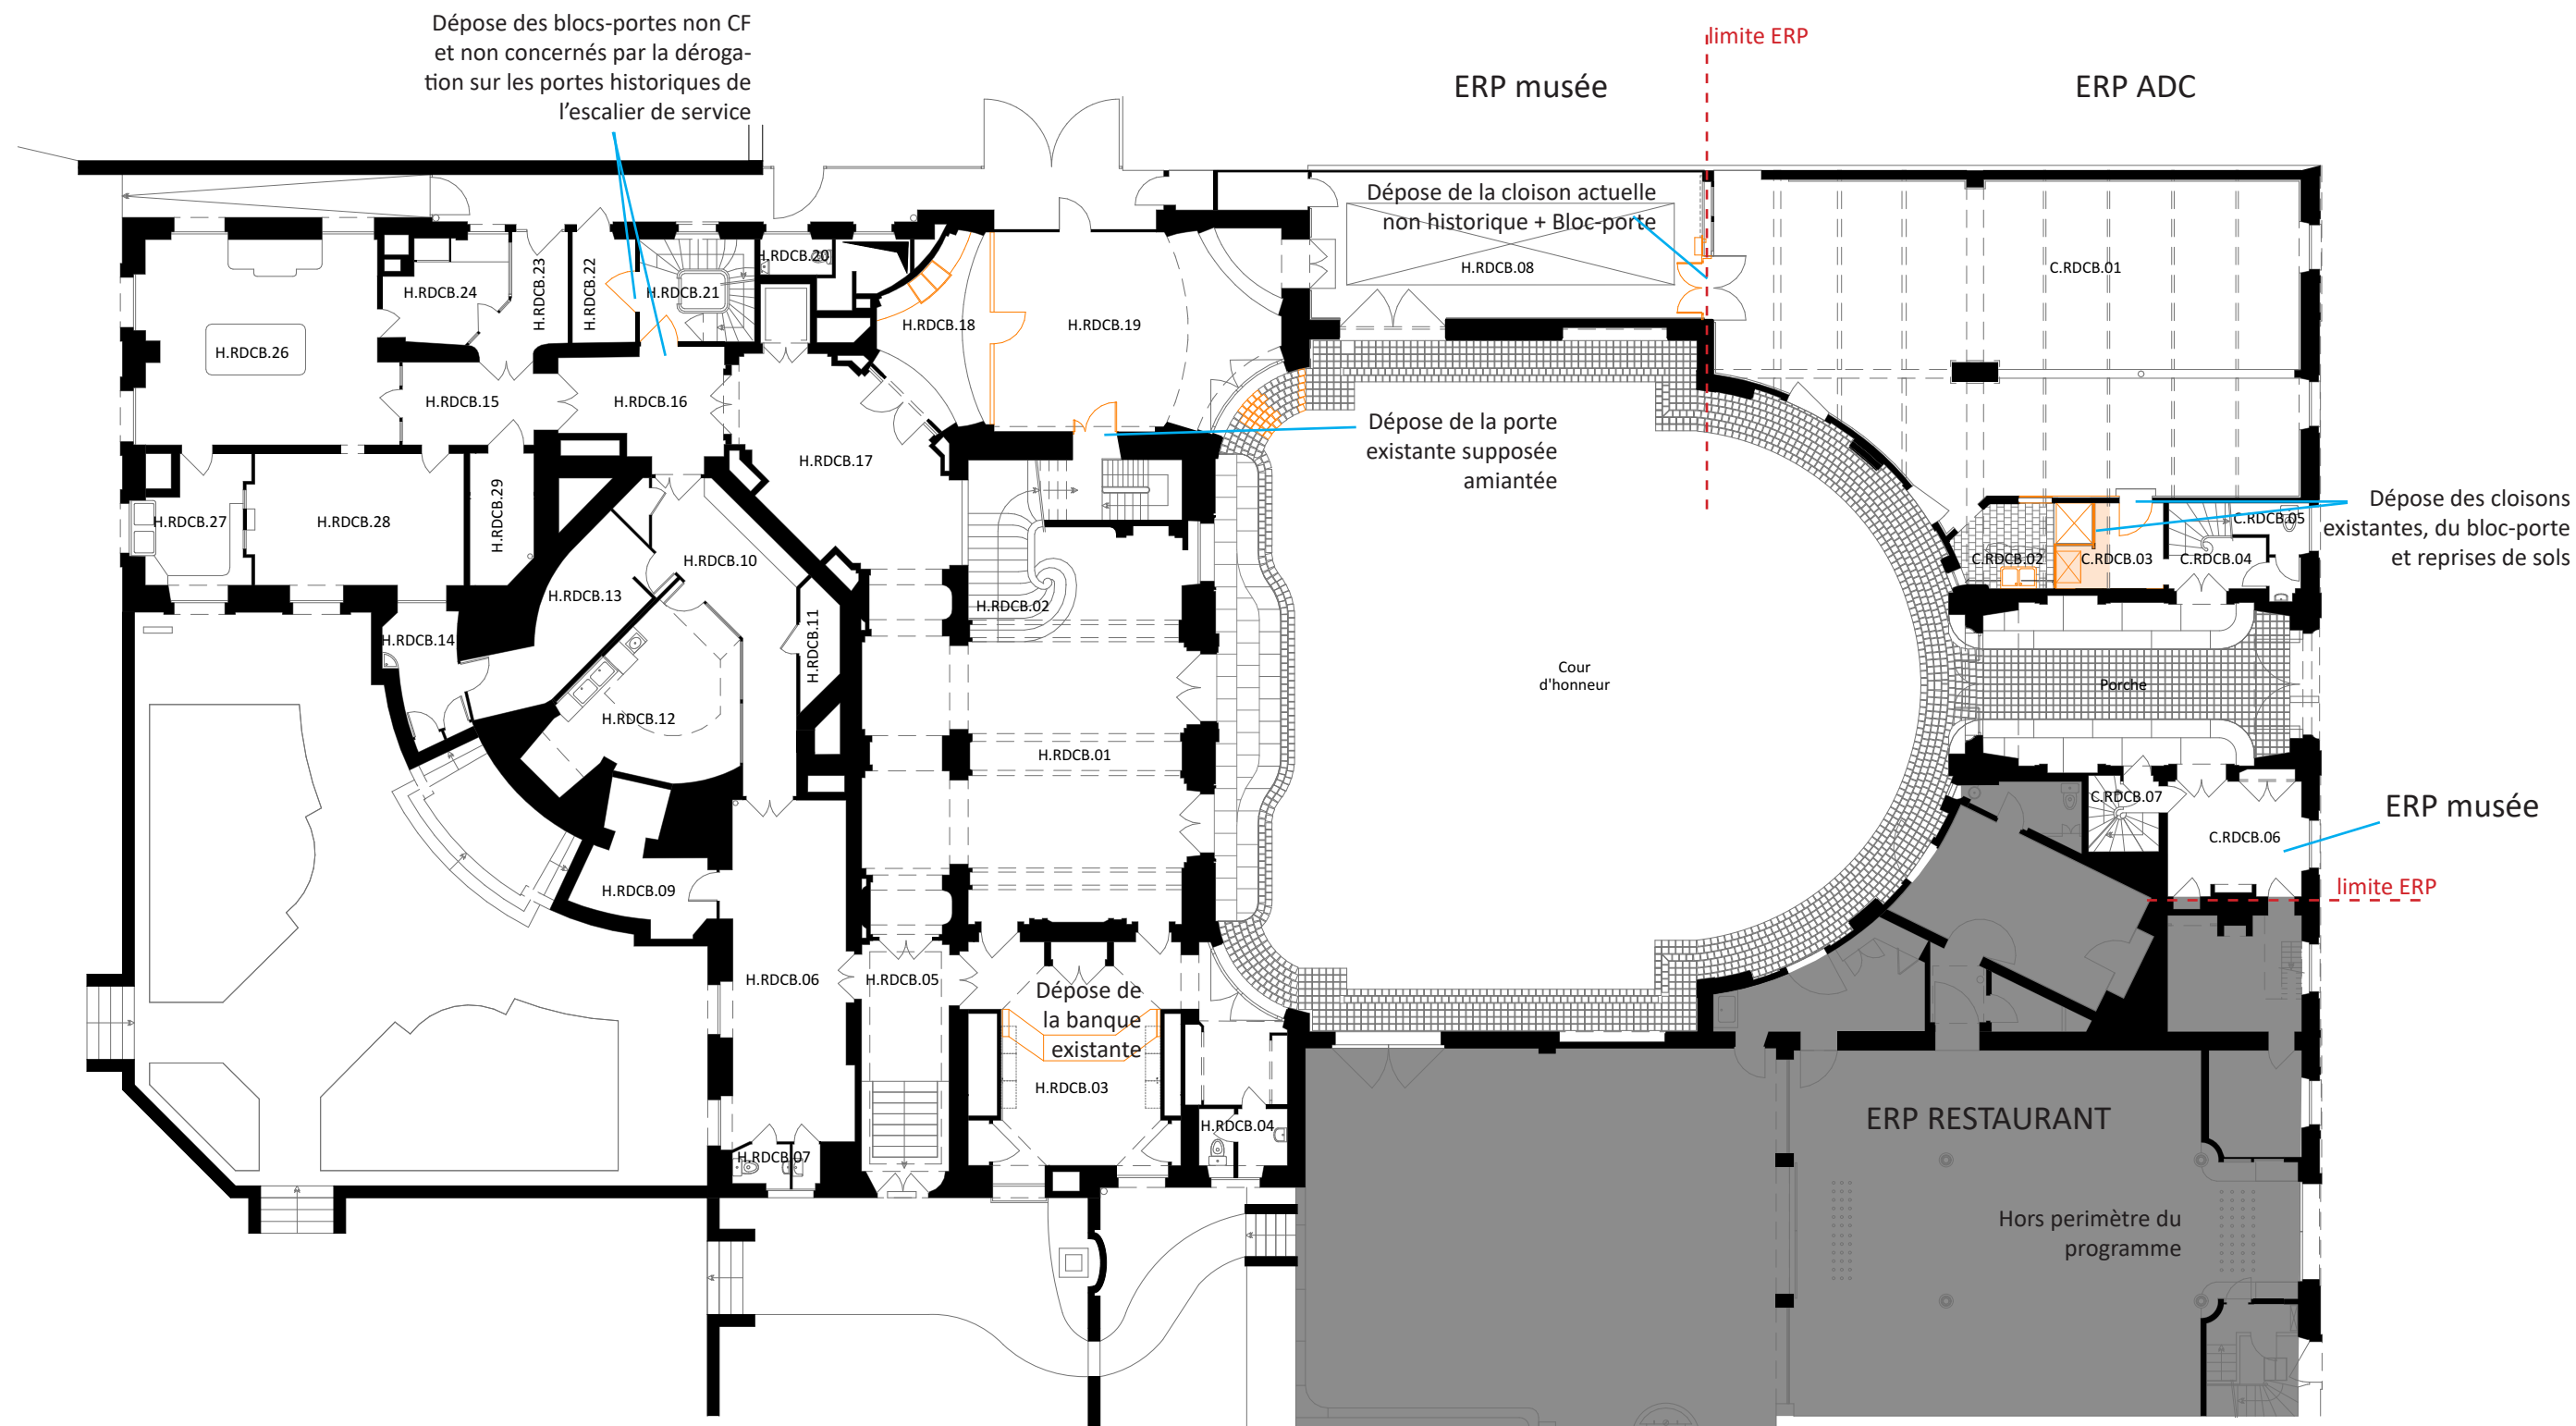 Dépose des blocs-portes non CF
et non concernés par la déroga-
tion sur les portes historiques de
l'escalier de service
limite ERP
ERP musée
ERP ADC
Dépose de la cloison actuelle
non historique + Bloc-porte
H.RDCB.08
C.RDCB.01
H.RDCB.20
H.RDCB.24
H.RDCB.23
H.RDCB.22
H.RDCB.21
H.RDCB.18
H.RDCB.19
H.RDCB.26
H.RDCB.15
H.RDCB.16
H.RDCB.17
Dépose de la porte
existante supposée
amiantée
H.RDCB.27
H.RDCB.28
H.RDCB.29
H.RDCB.10
Dépose des cloisons
existantes, du bloc-porte
et reprises de sols
C.RDCB.05
C.RDCB.02
C.RDCB.03
C.RDCB.04
H.RDCB.13
H.RDCB.02
H.RDCB.14
H.RDCB.11
H.RDCB.12
Cour
d'honneur
Porche
H.RDCB.01
C.RDCB.07
C.RDCB.06
ERP musée
limite ERP
H.RDCB.09
H.RDCB.06
H.RDCB.05
Dépose de
la banque
existante
H.RDCB.03
H.RDCB.04
H.RDCB.07
ERP RESTAURANT
Hors perimètre du
programme